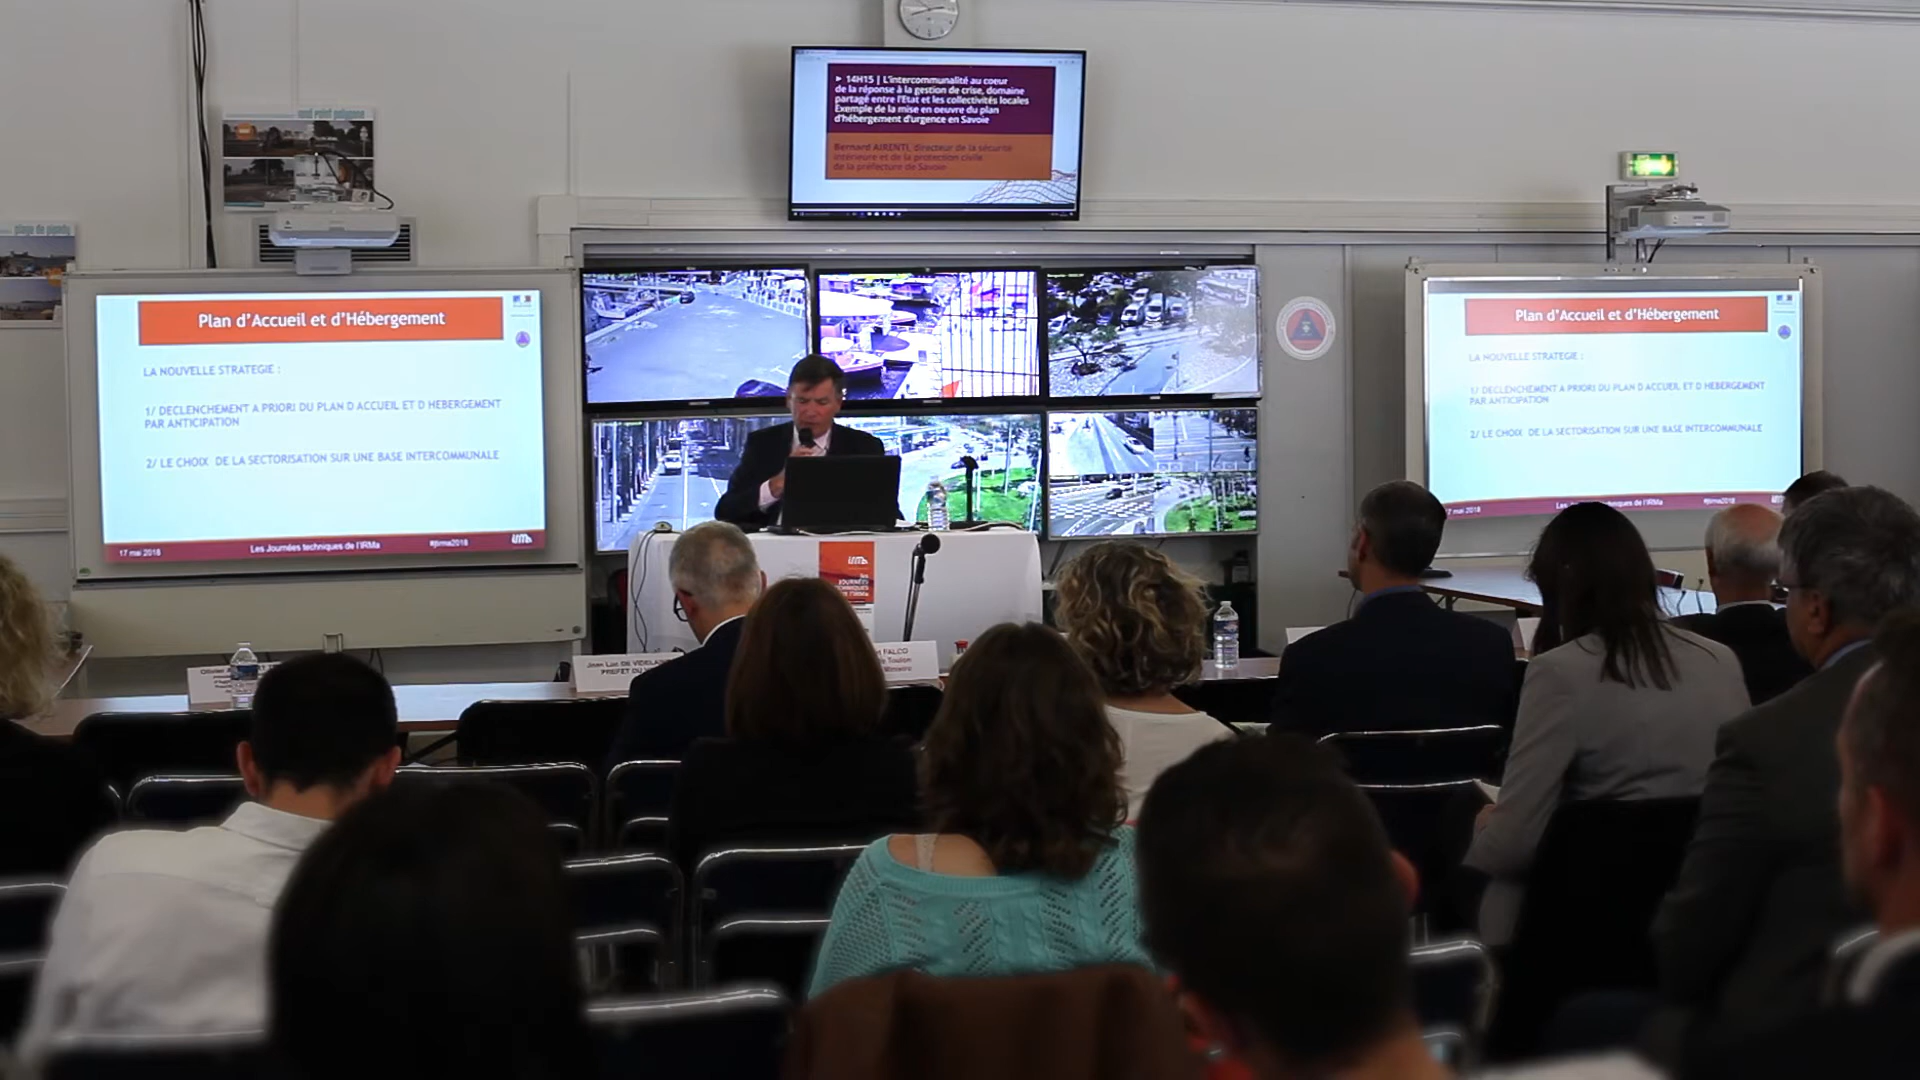 ► 14H15 | L'intercommunalité au coeur
de la réponse à la gestion de crise, domaine
partagé entre l'Etat et les collectivités locales
Exemple de la mise en oeuvre du plan
d'hébergement d'urgence en Savoie
Bernard AIRENTI, directeur de la sécurité
intérieure et de la protection civile
de la préfecture de Savoie
Plan d'Accueil et d'Hébergement
LA NOUVELLE STRATEGIE :
1/ DECLENCHEMENT A PRIORI DU PLAN D ACCUEIL ET D HEBERGEMENT
PAR ANTICIPATION
2/ LE CHOIX DE LA SECTORISATION SUR UNE BASE INTERCOMMUNALE
17 mai 2018 Les Journées techniques de l'IRMa #jtirma2018
Plan d'Accueil et d'Hébergement
LA NOUVELLE STRATEGIE :
1/ DECLENCHEMENT A PRIORI DU PLAN D ACCUEIL ET D HEBERGEMENT
PAR ANTICIPATION
2/ LE CHOIX DE LA SECTORISATION SUR UNE BASE INTERCOMMUNALE
mai 2018 techniques de l'IRMa #jtirma2018
les
JOURNÉES
Jean Luc
PREFET DU
FALCO
Toulon